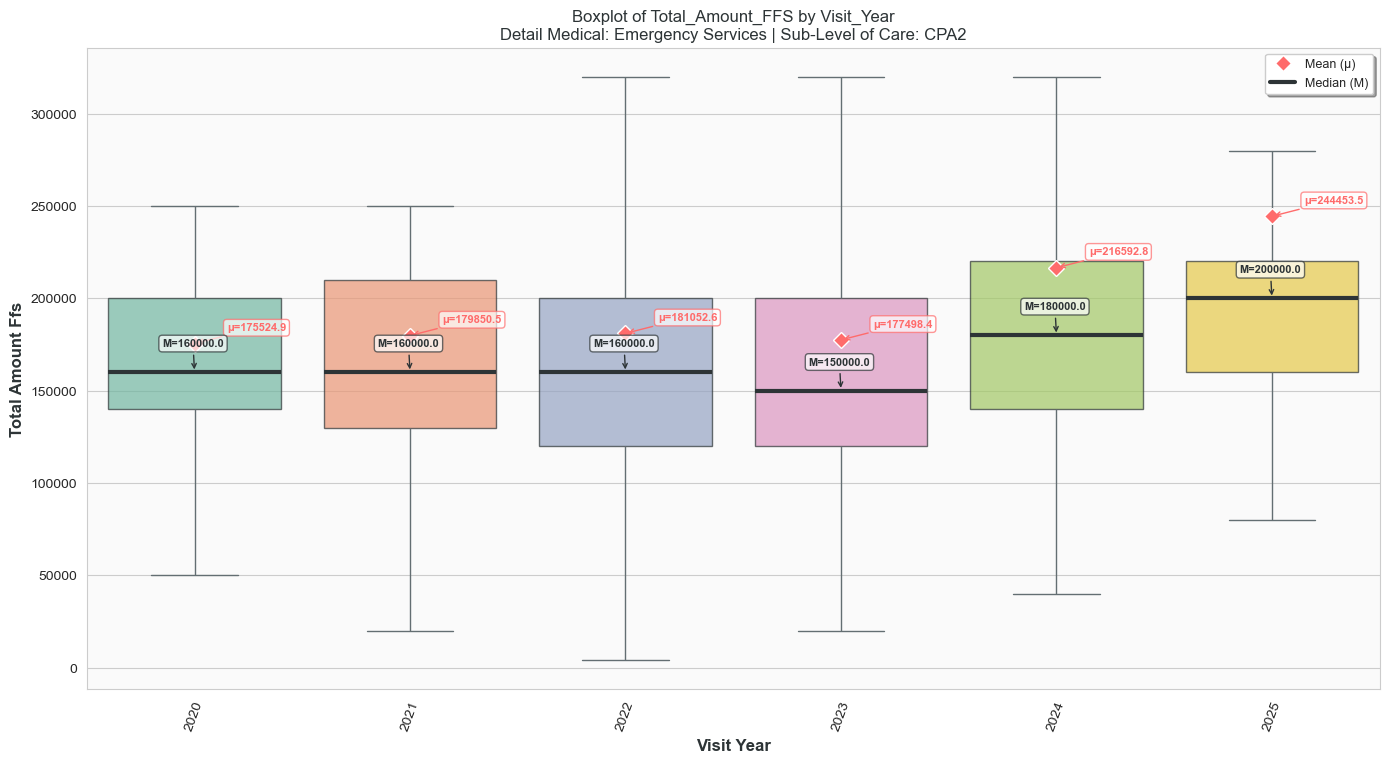 Boxplot of Total_Amount_FFS by Visit_Year
Detail Medical: Emergency Services | Sub-Level of Care: CPA2
Mean (μ)
Median (M)
Total Amount Ffs
300000
250000
200000
150000
100000
50000
0
μ=175524.9
M=160000.0
μ=179850.5
M=160000.0
μ=181052.6
M=160000.0
μ=177498.4
M=150000.0
μ=216592.8
M=180000.0
μ=244453.5
M=200000.0
2020
2021
2022
2023
2024
2025
Visit Year